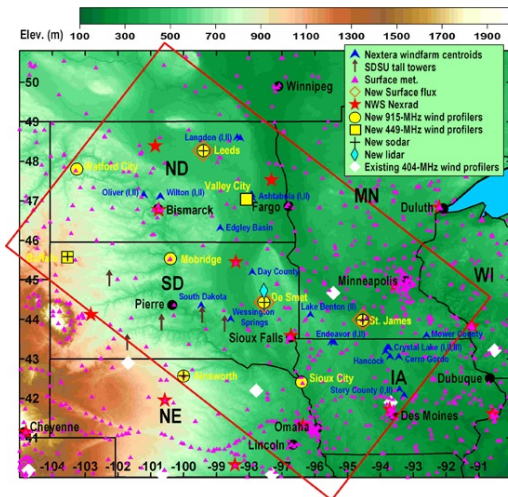 Elev. (m)
100 300 500 700 900 1100 1300 1500 1700 1900
Nextera windfarm centroids
SDSU tall towers
Surface met.
New Surface flux
NWS Nexrad
New 915-MHz wind profilers
New 449-MHz wind profilers
New sodar
New lidar
Existing 404-MHz wind profilers
50
49
48
47
46
45
44
43
42
41
Winnipeg
Langdon (I,II)
Leeds
Watford City
ND
Valley City
MN
Oliver (I,II)
Wilton (I,II)
Ashtabula (I,II)
Bismarck
Fargo
Duluth
Edgley Basin
WI
Mobridge
Day County
Minneapolis
SD
South Dakota
De Smet
Pierre
Lake Benton (II)
Wessington
Springs
St. James
Sioux Falls
Endeavor (I,II)
Mower County
Crystal Lake (I,II,III)
Hancock
Cerro Gordo
Ainsworth
Sioux City
IA
Dubuque
Story County (I,II)
NE
Des Moines
Cheyenne
Omaha
Lincoln
-104 -103 -102 -101 -100 -99 -98 -97 -96 -95 -94 -93 -92 -91